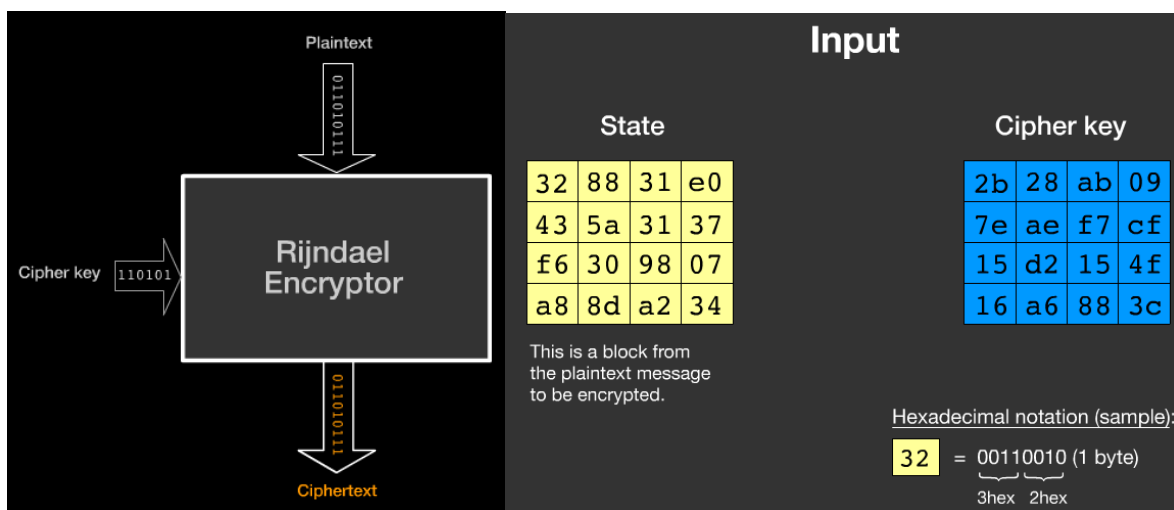 Plaintext
011010111
Cipher key
110101
Rijndael
Encryptor
011010111
Ciphertext
Input
State
32 88 31 e0
43 5a 31 37
f6 30 98 07
a8 8d a2 34
This is a block from
the plaintext message
to be encrypted.
Cipher key
2b 28 ab 09
7e ae f7 cf
15 d2 15 4f
16 a6 88 3c
Hexadecimal notation (sample):
32 = 00110010 (1 byte)
3hex 2hex